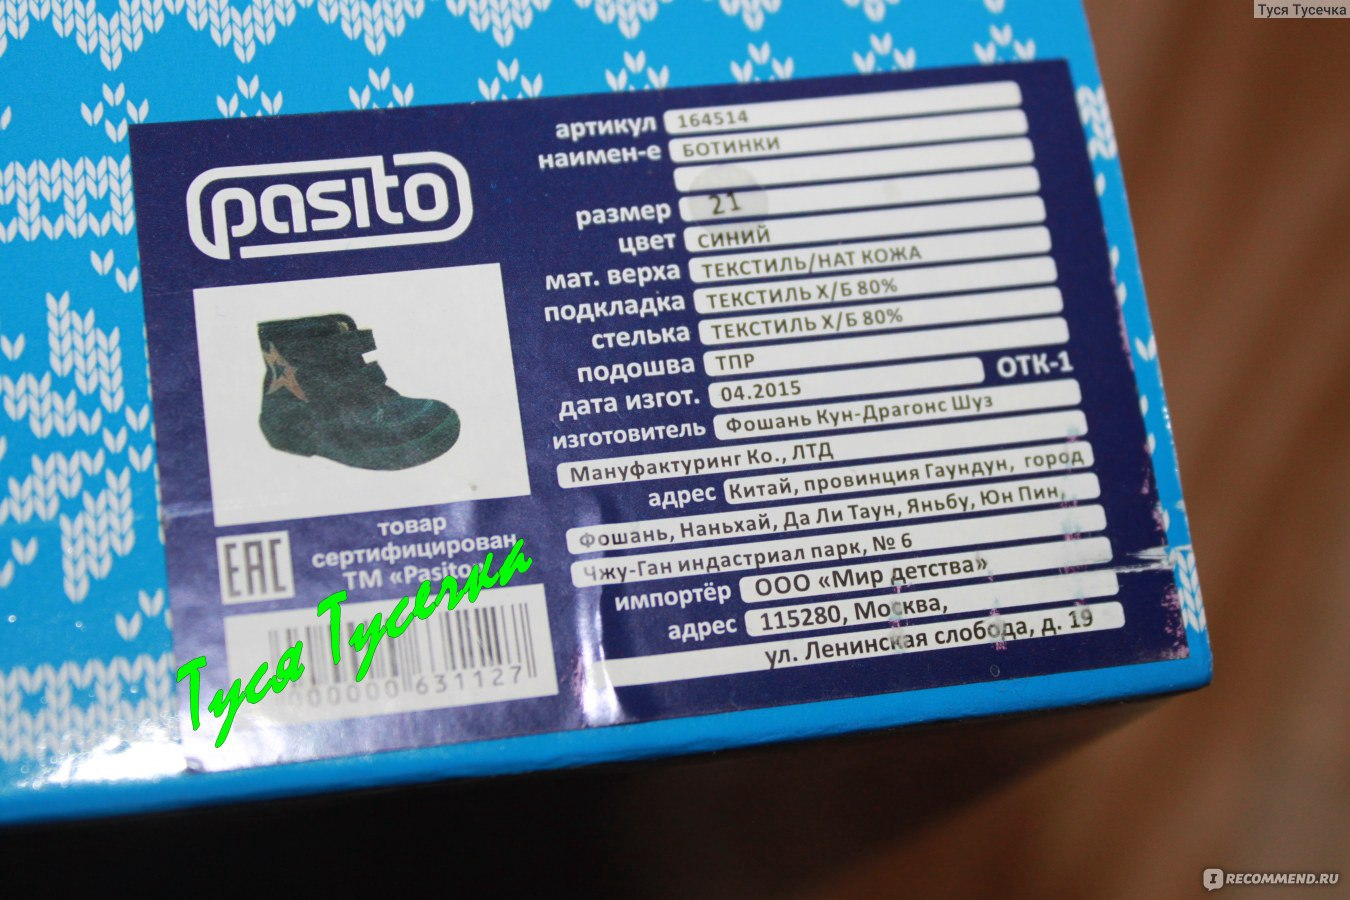 Туся Тусечка
pasito
артикул 164514
наимен-е БОТИНКИ
размер 21
цвет СИНИЙ
мат. верха ТЕКСТИЛЬ/НАТ КОЖА
подкладка ТЕКСТИЛЬ Х/Б 80%
стелька ТЕКСТИЛЬ Х/Б 80%
подошва ТПР
дата изгот. 04.2015 ОТК-1
изготовитель Фошань Кун-Драгонс Шуз
Мануфактуринг Ко., ЛТД
адрес Китай, провинция Гаундун, город
Фошань, Наньхай, Да Ли Таун, Яньбу, Юн Пин,
Чжу-Ган индастриал парк, № 6
импортёр ООО «Мир детства»
адрес 115280, Москва,
ул. Ленинская слобода, д. 19
EAC
товар
сертифицирован
ТМ «Pasito»
Туся Тусечка
000000 631127
IRECOMMEND.RU